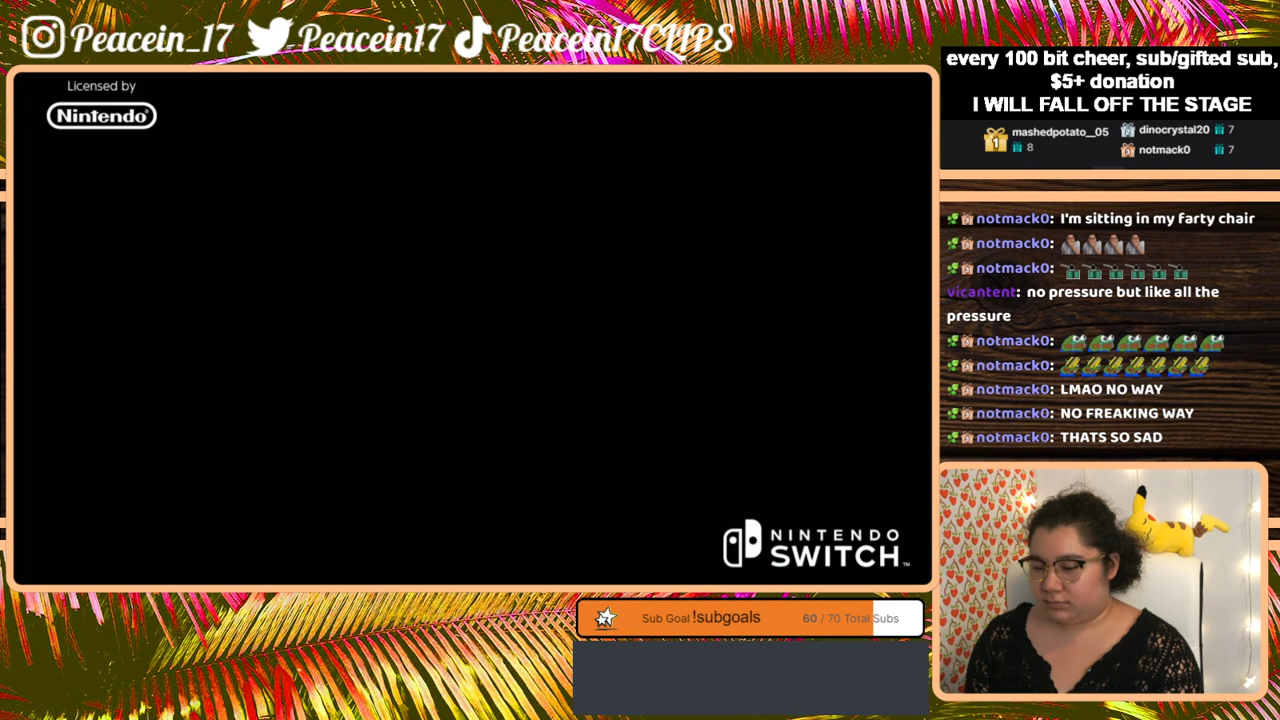 Peacein_17 Peacein17 Peacein17CLIPS
Licensed by
Nintendo
NINTENDO
SWITCH
every 100 bit cheer, sub/gifted sub,
$5+ donation
I WILL FALL OFF THE STAGE
mashedpotato__05
8
dinocrystal20 7
notmack0 7
notmack0: I'm sitting in my farty chair
notmack0:
notmack0:
vicantent: no pressure but like all the
pressure
notmack0:
notmack0:
notmack0: LMAO NO WAY
notmack0: NO FREAKING WAY
notmack0: THATS SO SAD
Sub Goal !subgoals 60 / 70 Total Subs